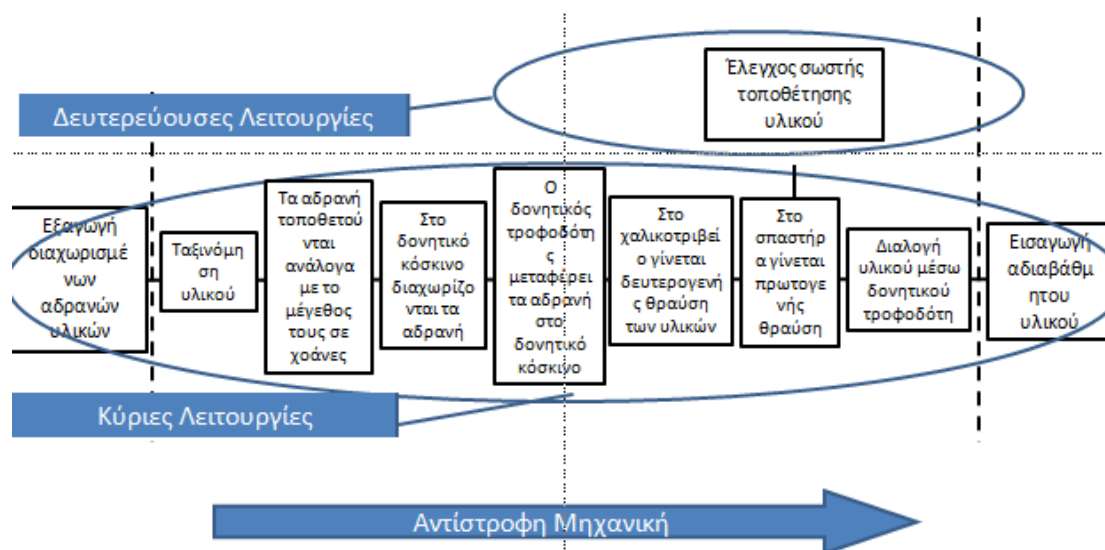 Έλεγχος σωστής
τοποθέτησης
υλικού
Δευτερεύουσες Λειτουργίες
Εξαγωγή
διαχωρισμέ
νων
αδρανών
υλικών
Ταξινόμη
ση υλικού
Τα αδρανή
τοποθετού
νται
ανάλογα
με το
μέγεθος
τους σε
χοάνες
Στο
δονητικό
κόσκινο
διαχωρίζο
νται τα
αδρανή
Ο
δονητικός
τροφοδότη
ς
μεταφέρει
τα αδρανή
στο
δονητικό
κόσκινο
Στο
χαλικοτριβεί
ο γίνεται
δευτερογενή
ς θραύση
των υλικών
Στο
σπαστήρ
α γίνεται
πρωτογε
νής
θραύση
Διαλογή
υλικού μέσω
δονητικού
τροφοδότη
Εισαγωγή
αδιαβάθμ
ητου
υλικού
Κύριες Λειτουργίες
Αντίστροφη Μηχανική